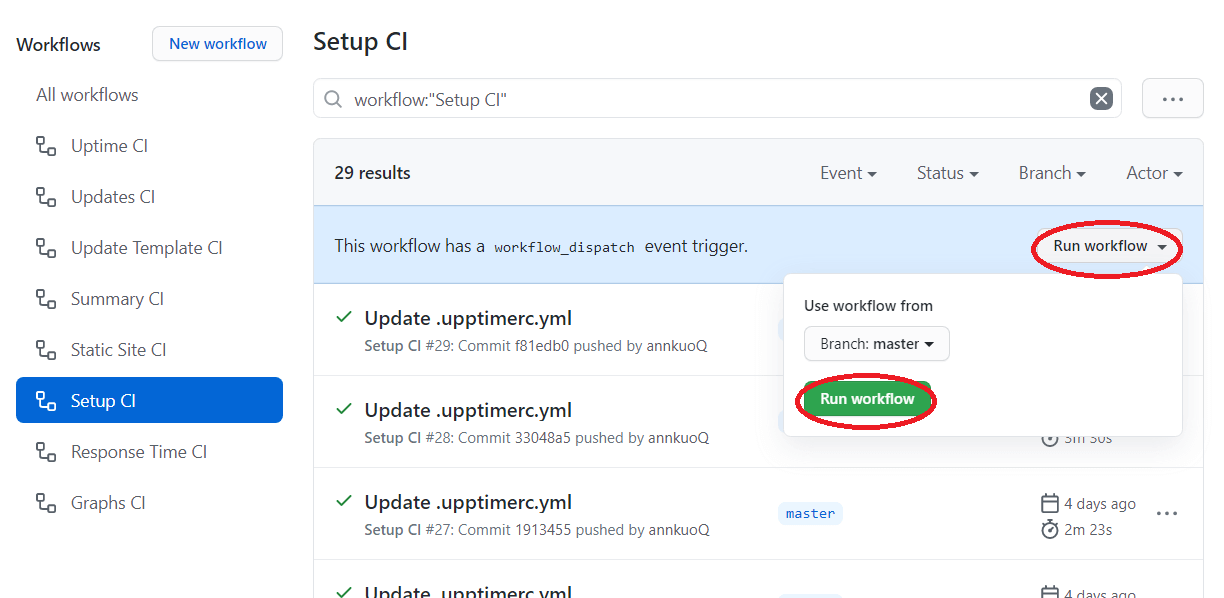 Workflows
New workflow
All workflows
Uptime CI
Updates CI
Update Template CI
Summary CI
Static Site CI
Setup CI
Response Time CI
Graphs CI
Setup CI
workflow:"Setup CI"
29 results
Event
Status
Branch
Actor
This workflow has a workflow_dispatch event trigger.
Run workflow
Use workflow from
Branch: master
Run workflow
Update .upptimerc.yml
Setup CI #29: Commit f81edb0 pushed by annkuoQ
Update .upptimerc.yml
Setup CI #28: Commit 33048a5 pushed by annkuoQ
3m 30s
Update .upptimerc.yml
Setup CI #27: Commit 1913455 pushed by annkuoQ
master
4 days ago
2m 23s
Update .upptimerc.yml
4 days ago